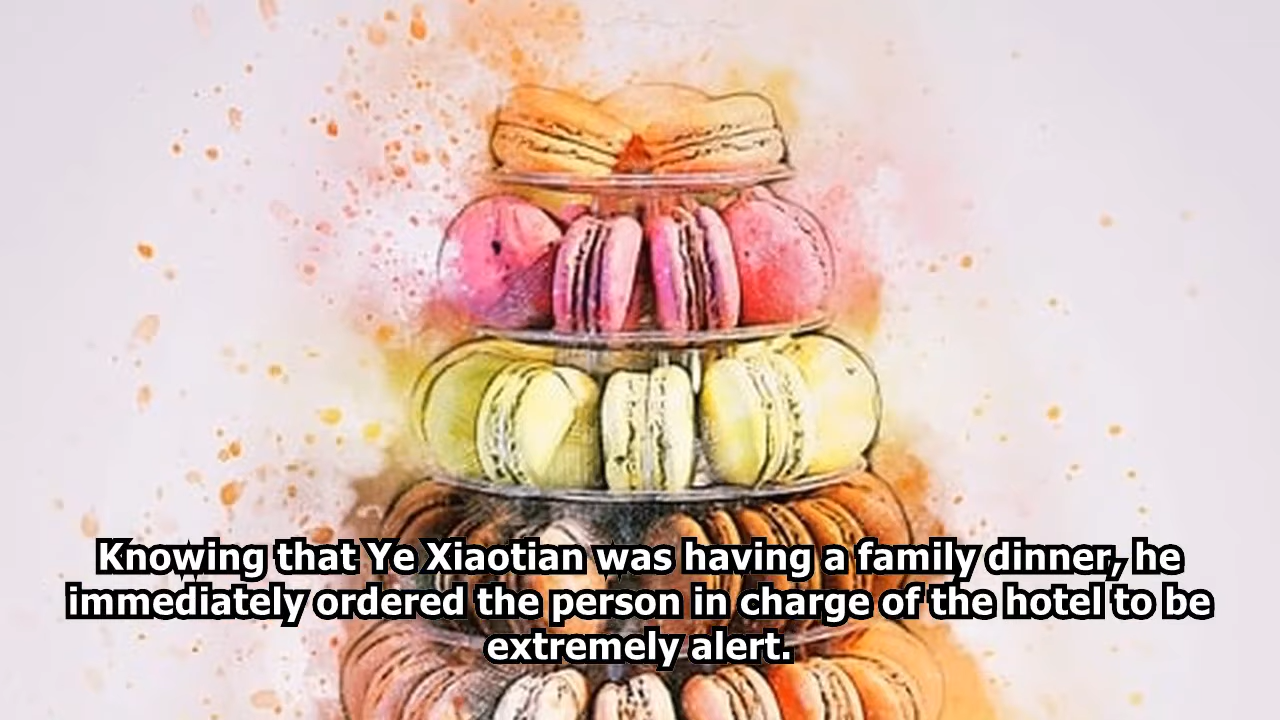 Knowing that Ye Xiaotian was having a family dinner, he
immediately ordered the person in charge of the hotel to be
extremely alert.